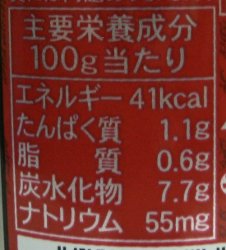 主要栄養成分
100g当たり
エネルギー 41kcal
たんぱく質 1.1g
脂質 0.6g
炭水化物 7.7g
ナトリウム 55mg